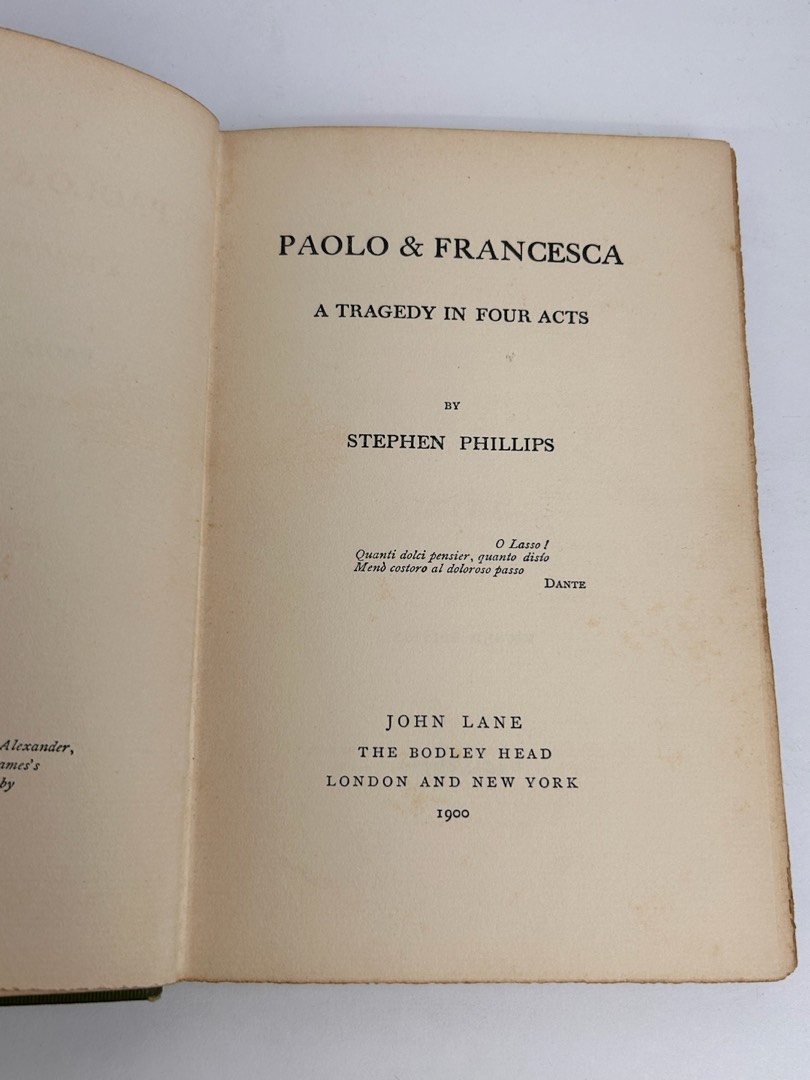 Alexander,
ames's
by
PAOLO & FRANCESCA
A TRAGEDY IN FOUR ACTS
BY
STEPHEN PHILLIPS
O Lasso!
Quanti dolci pensier, quanto disío
Menò costoro al doloroso passo
DANTE
JOHN LANE
THE BODLEY HEAD
LONDON AND NEW YORK
1900